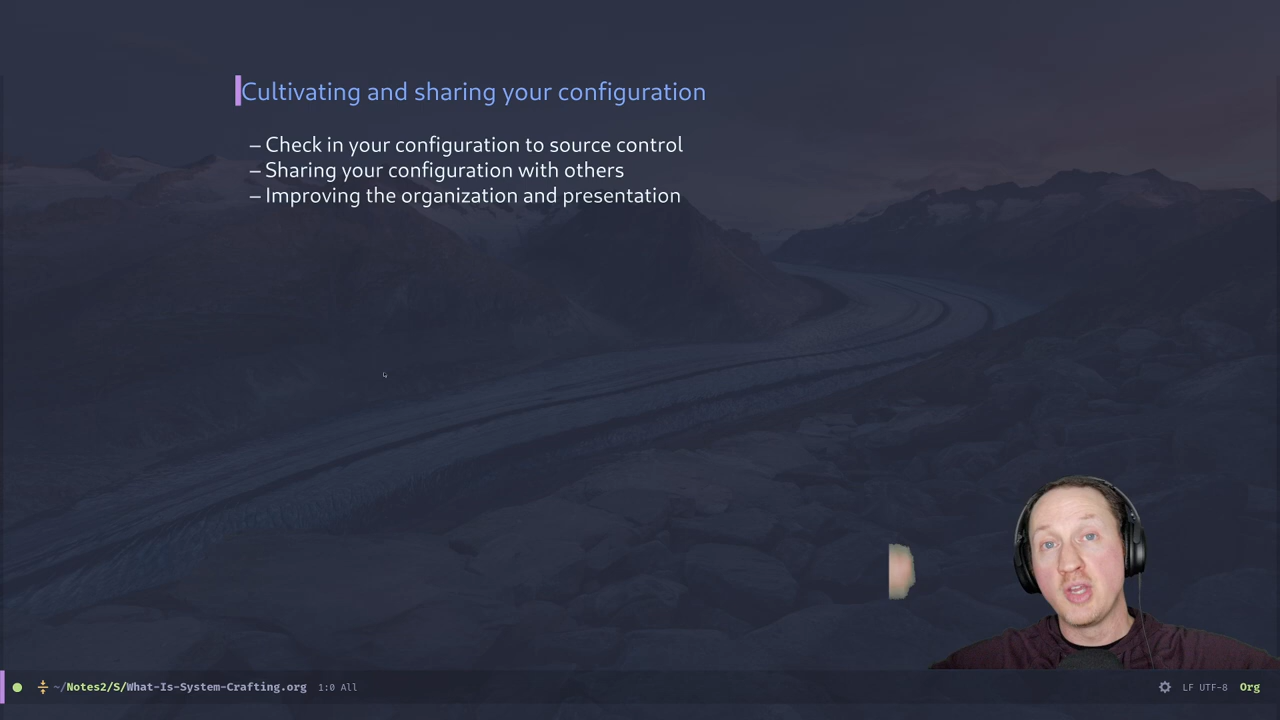 Cultivating and sharing your configuration
– Check in your configuration to source control
– Sharing your configuration with others
– Improving the organization and presentation
~/Notes2/S/What-Is-System-Crafting.org 1:0 All LF UTF-8 Org